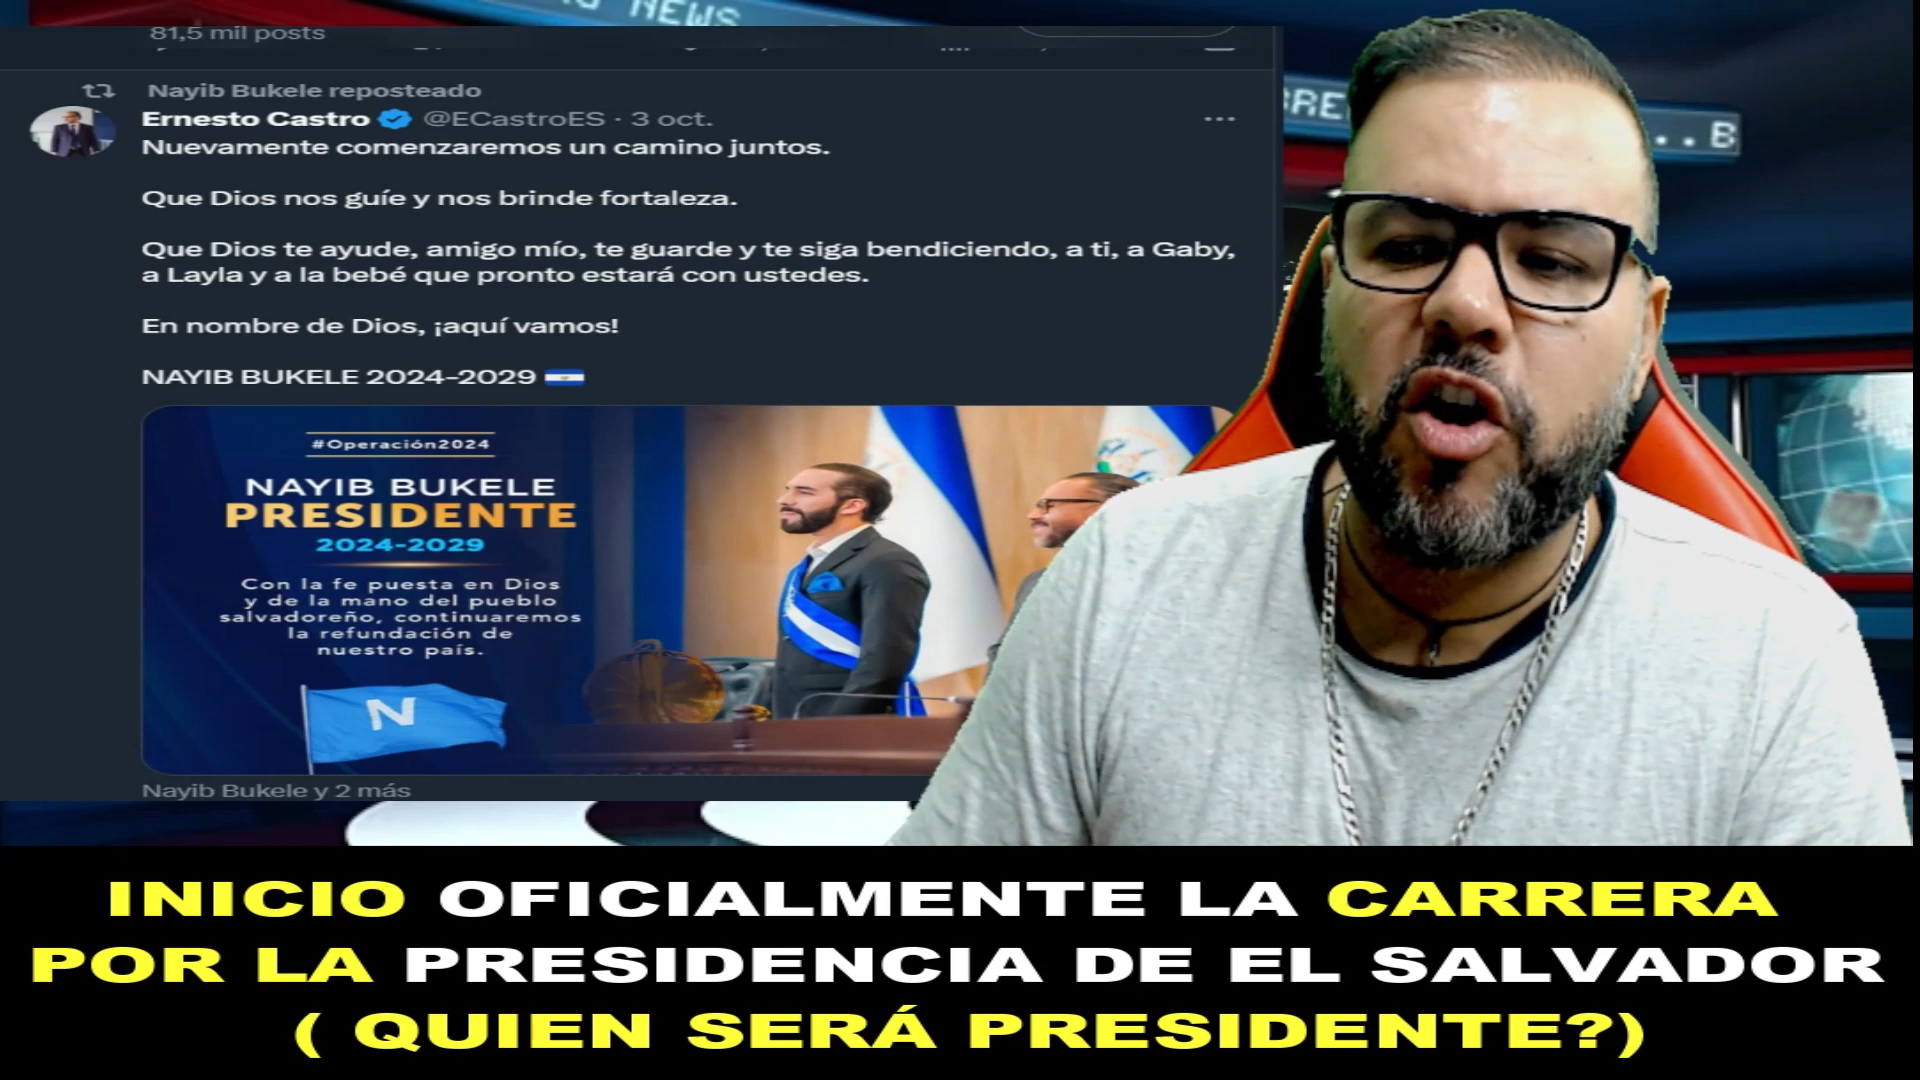 NEWS
81,5 mil posts
Nayib Bukele reposteado
Ernesto Castro @ECastroES · 3 oct.
Nuevamente comenzaremos un camino juntos.
Que Dios nos guíe y nos brinde fortaleza.
Que Dios te ayude, amigo mío, te guarde y te siga bendiciendo, a ti, a Gaby,
a Layla y a la bebé que pronto estará con ustedes.
En nombre de Dios, ¡aquí vamos!
NAYIB BUKELE 2024-2029
#Operación2024
NAYIB BUKELE
PRESIDENTE
2024-2029
Con la fe puesta en Dios
y de la mano del pueblo
salvadoreño, continuaremos
la refundación de
nuestro país.
N
Nayib Bukele y 2 más
INICIO OFICIALMENTE LA CARRERA
POR LA PRESIDENCIA DE EL SALVADOR
( QUIEN SERÁ PRESIDENTE?)